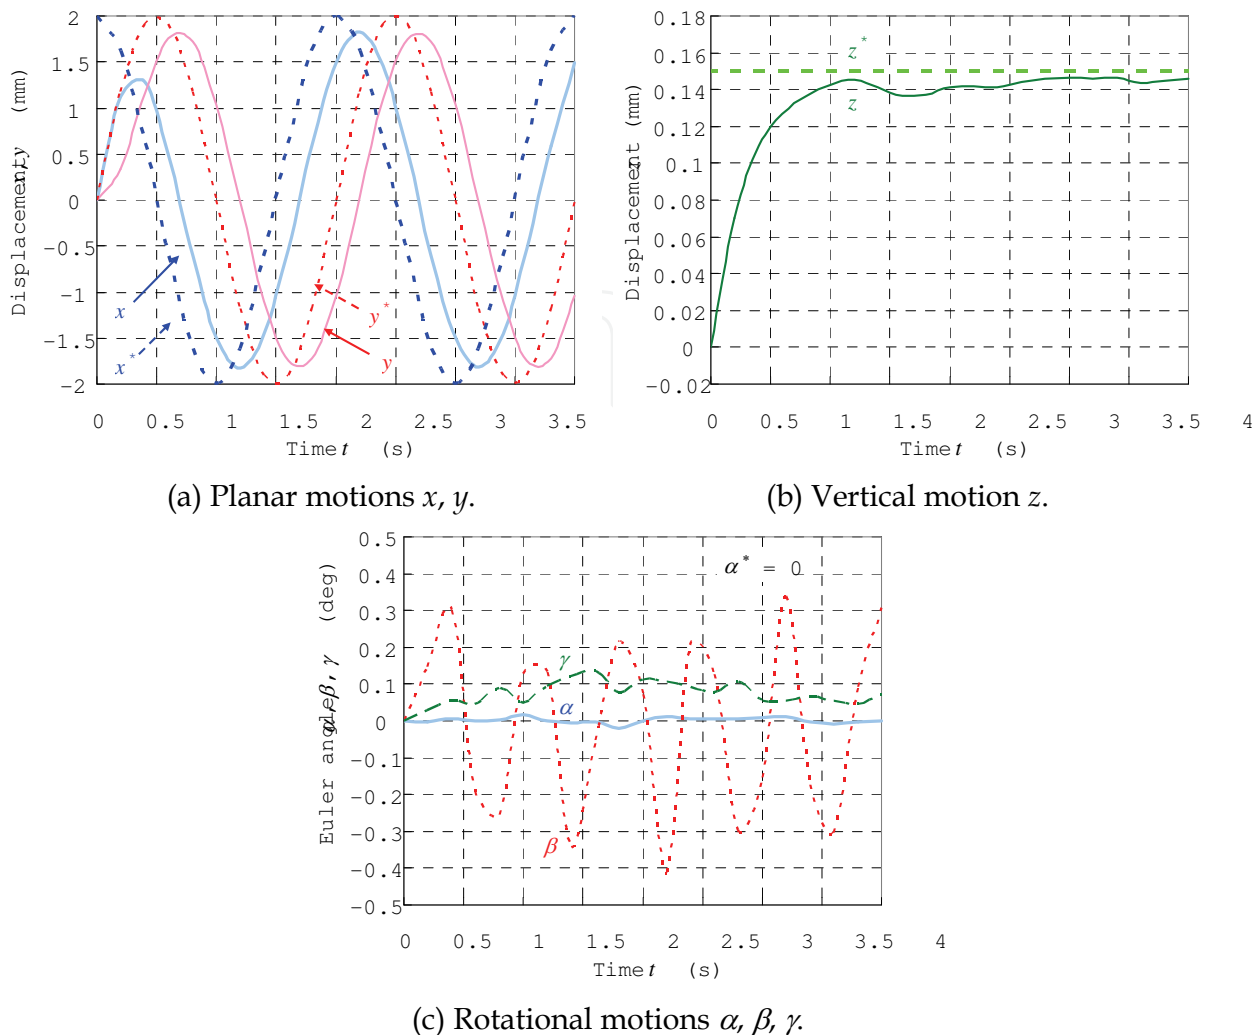 2
1.5
1
0.5
0
−0.5
−1
−1.5
−2
Displacement x, y (mm)
x
x*
y*
y
0 0.5 1 1.5 2 2.5 3 3.5
Time t (s)
(a) Planar motions x, y.
0.18
0.16
0.14
0.12
0.1
0.08
0.06
0.04
0.02
0
−0.02
Displacement z (mm)
z*
z
0 0.5 1 1.5 2 2.5 3 3.5 4
Time t (s)
(b) Vertical motion z.
0.5
0.4
0.3
0.2
0.1
0
−0.1
−0.2
−0.3
−0.4
−0.5
Euler angle α, β, γ (deg)
α* = 0
γ
α
β
0 0.5 1 1.5 2 2.5 3 3.5 4
Time t (s)
(c) Rotational motions α, β, γ.